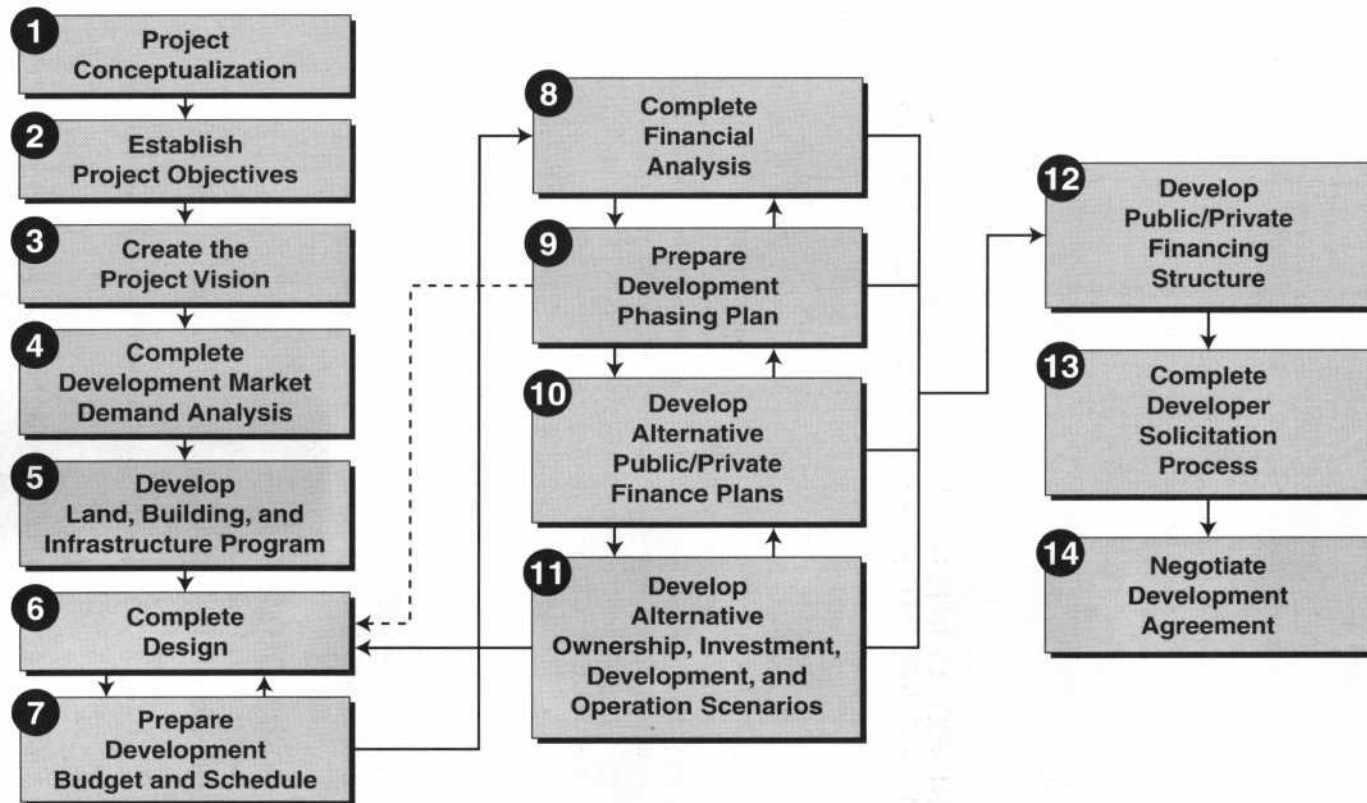 1
Project
Conceptualization
2
Establish
Project Objectives
3
Create the
Project Vision
4
Complete
Development Market
Demand Analysis
5
Develop
Land, Building, and
Infrastructure Program
6
Complete
Design
7
Prepare
Development
Budget and Schedule
8
Complete
Financial
Analysis
9
Prepare
Development
Phasing Plan
10
Develop
Alternative
Public/Private
Finance Plans
11
Develop
Alternative
Ownership, Investment,
Development, and
Operation Scenarios
12
Develop
Public/Private
Financing
Structure
13
Complete
Developer
Solicitation
Process
14
Negotiate
Development
Agreement